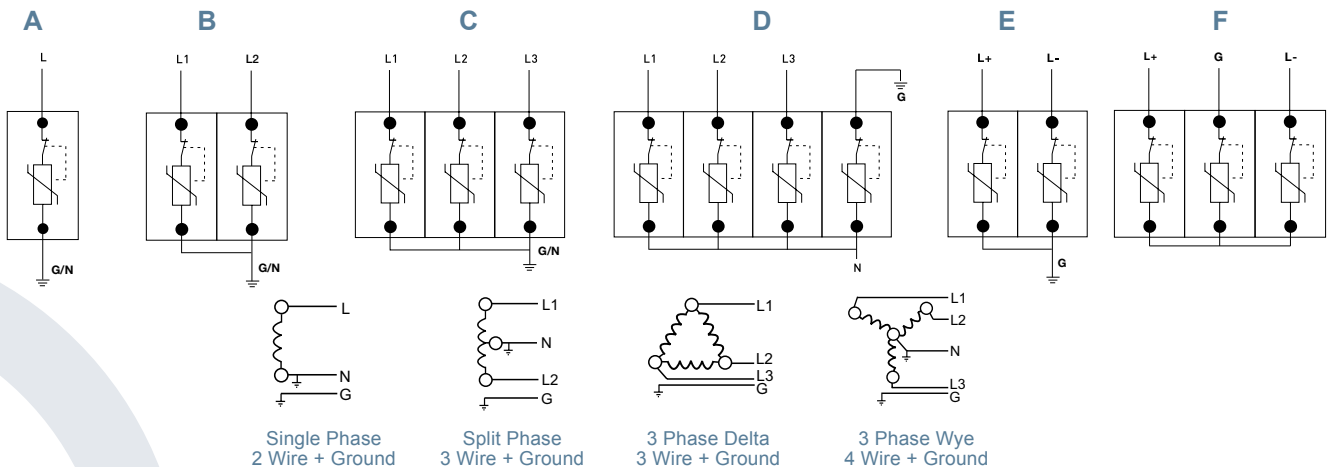 A B C D E F
L L1 L2 L1 L2 L3 L1 L2 L3 G L+ L- L+ G L-
G/N G/N G/N N G
L
N
G
Single Phase
2 Wire + Ground
L1
N
L2
G
Split Phase
3 Wire + Ground
L1
L2
L3
G
3 Phase Delta
3 Wire + Ground
L1
L2
N
L3
G
3 Phase Wye
4 Wire + Ground